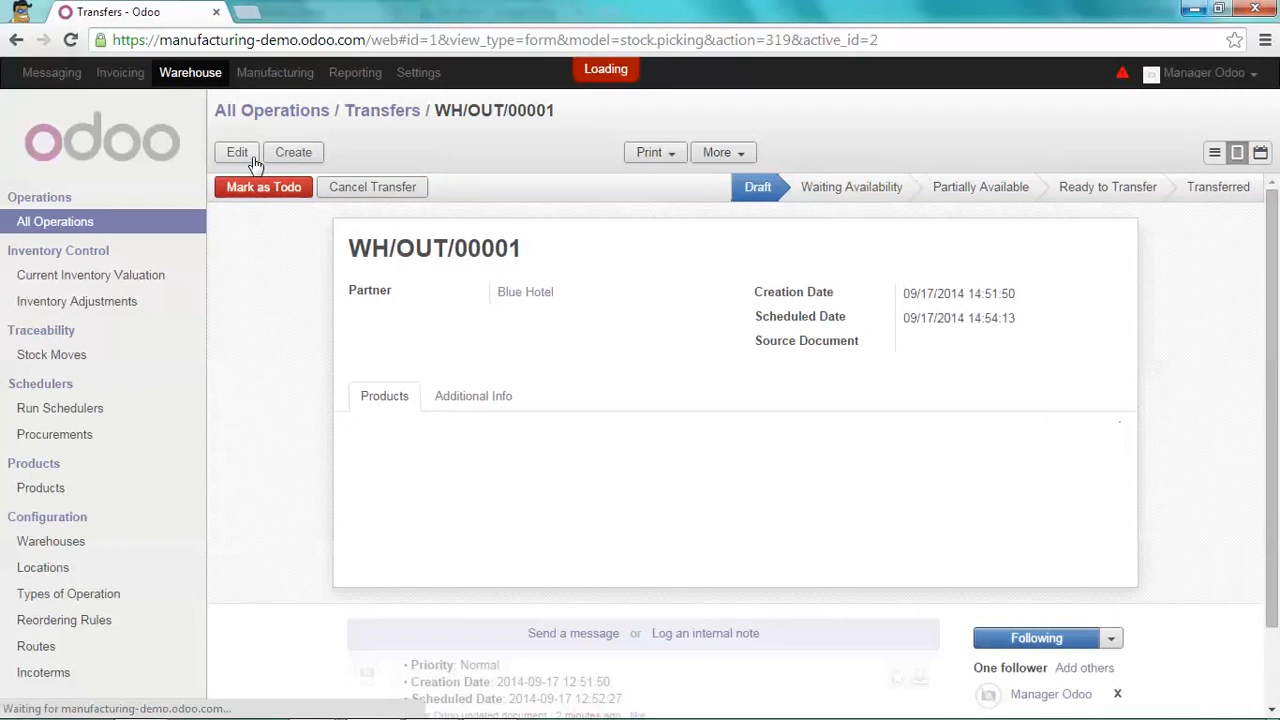 Transfers - Odoo
https://manufacturing-demo.odoo.com/web#id=1&view_type=form&model=stock.picking&action=319&active_id=2
Messaging Invoicing Warehouse Manufacturing Reporting Settings Loading Manager Odoo
odoo
All Operations / Transfers / WH/OUT/00001
Edit Create Print More
Mark as Todo Cancel Transfer Draft Waiting Availability Partially Available Ready to Transfer Transferred
Operations
All Operations
Inventory Control
Current Inventory Valuation
Inventory Adjustments
Traceability
Stock Moves
Schedulers
Run Schedulers
Procurements
Products
Products
Configuration
Warehouses
Locations
Types of Operation
Reordering Rules
Routes
Incoterms
WH/OUT/00001
Partner Blue Hotel
Creation Date 09/17/2014 14:51:50
Scheduled Date 09/17/2014 14:54:13
Source Document
Products Additional Info
Send a message or Log an internal note
• Priority: Normal
• Creation Date: 2014-09-17 12:51:50
• Scheduled Date: 2014-09-17 12:52:27
Odoo updated document · 2 minutes ago · like
Following
One follower Add others
Manager Odoo X
Waiting for manufacturing-demo.odoo.com...